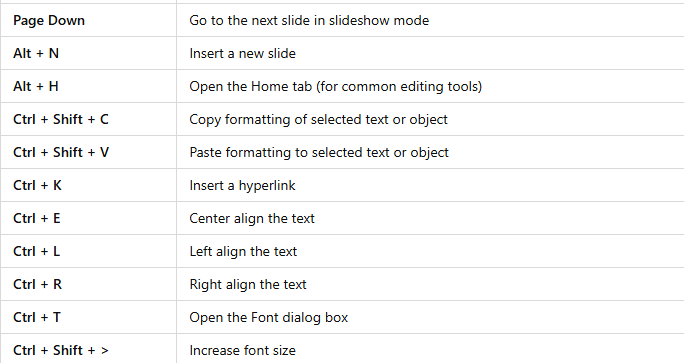 Page Down Go to the next slide in slideshow mode
Alt + N Insert a new slide
Alt + H Open the Home tab (for common editing tools)
Ctrl + Shift + C Copy formatting of selected text or object
Ctrl + Shift + V Paste formatting to selected text or object
Ctrl + K Insert a hyperlink
Ctrl + E Center align the text
Ctrl + L Left align the text
Ctrl + R Right align the text
Ctrl + T Open the Font dialog box
Ctrl + Shift + > Increase font size